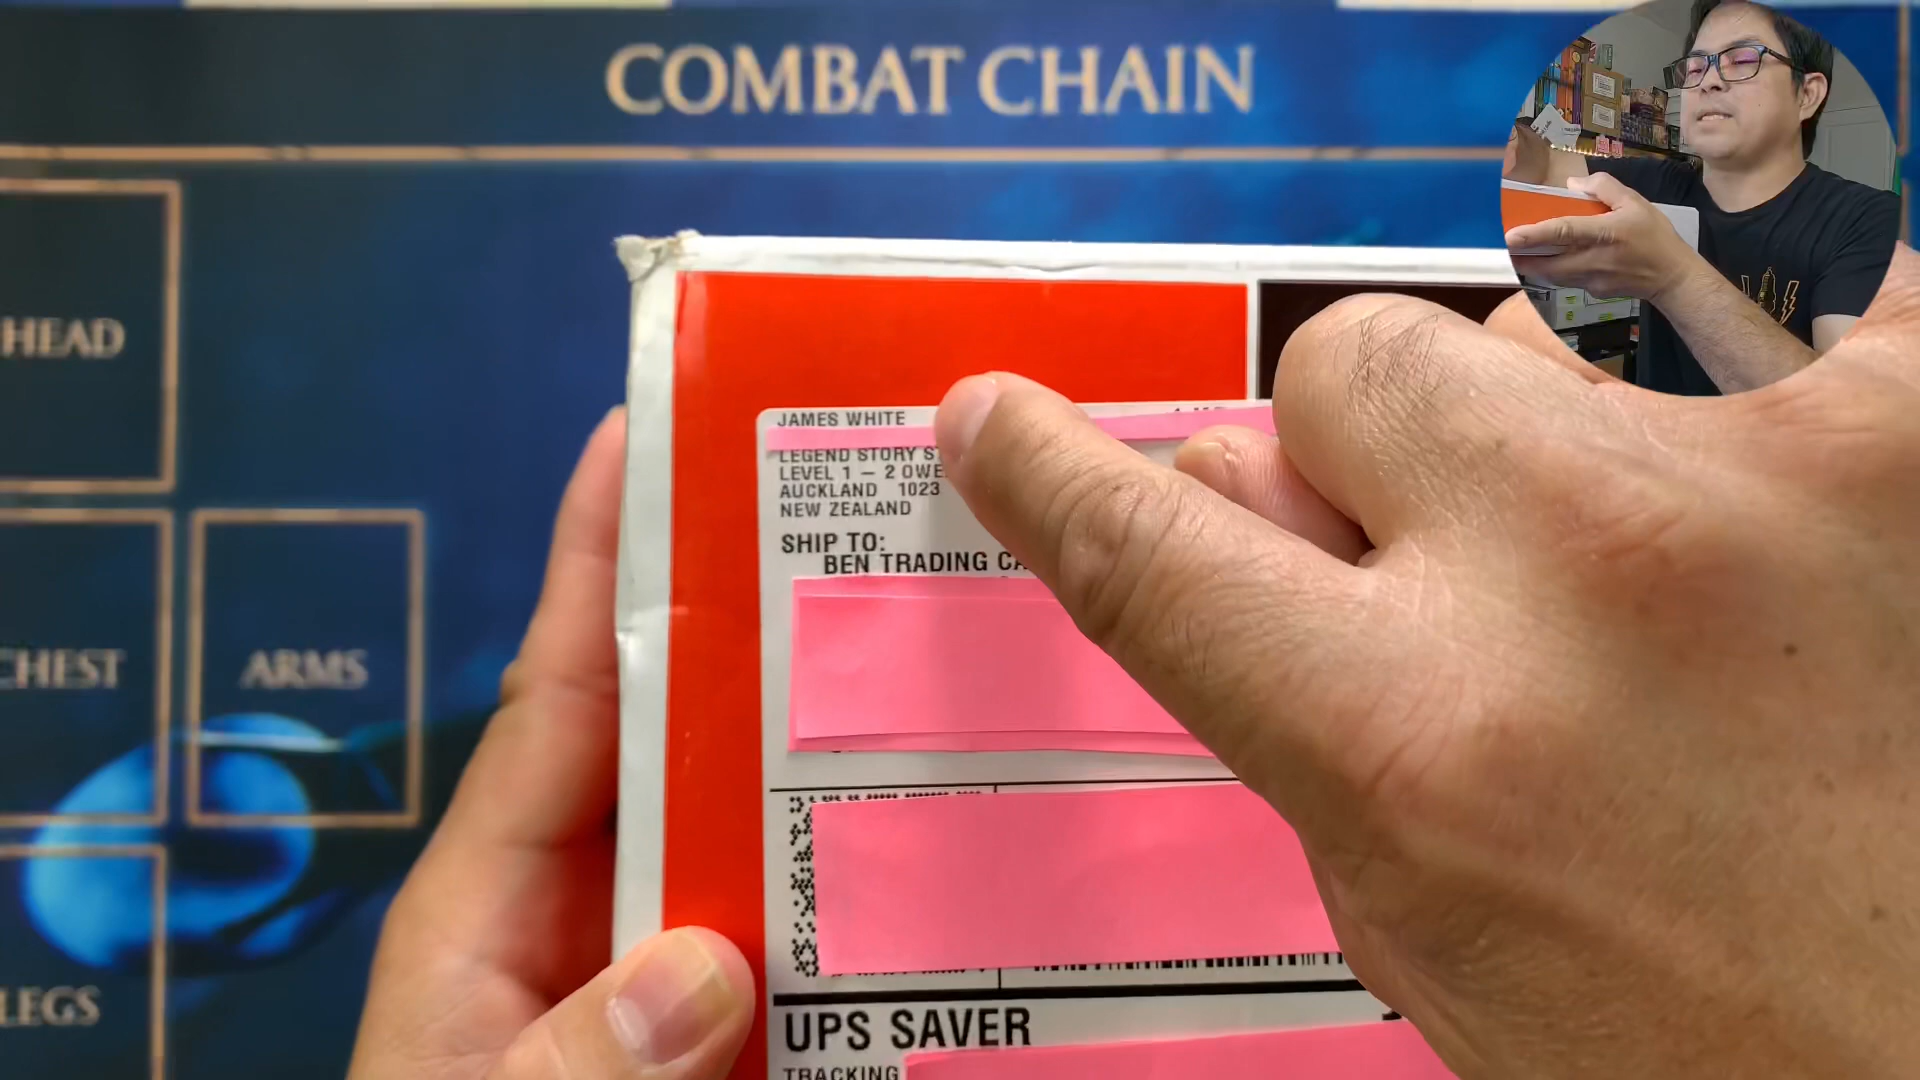 COMBAT CHAIN
HEAD
CHEST
ARMS
LEGS
JAMES WHITE
LEGEND STORY
LEVEL 1 – 2
AUCKLAND 1023
NEW ZEALAND
SHIP TO:
BEN TRADING
UPS SAVER
TRACKING